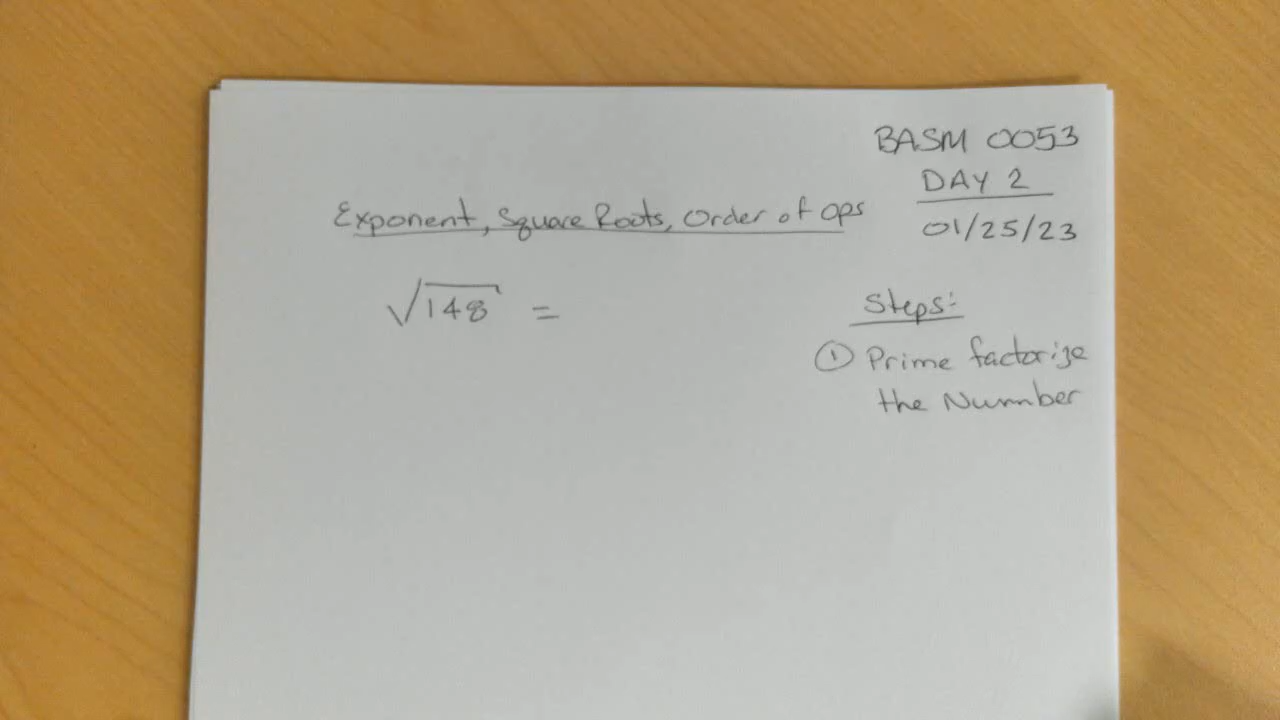 BASM 0053
DAY 2
01/25/23
Exponent, Square Roots, Order of Ops
√148 =
Steps:
① Prime factorize
the Number